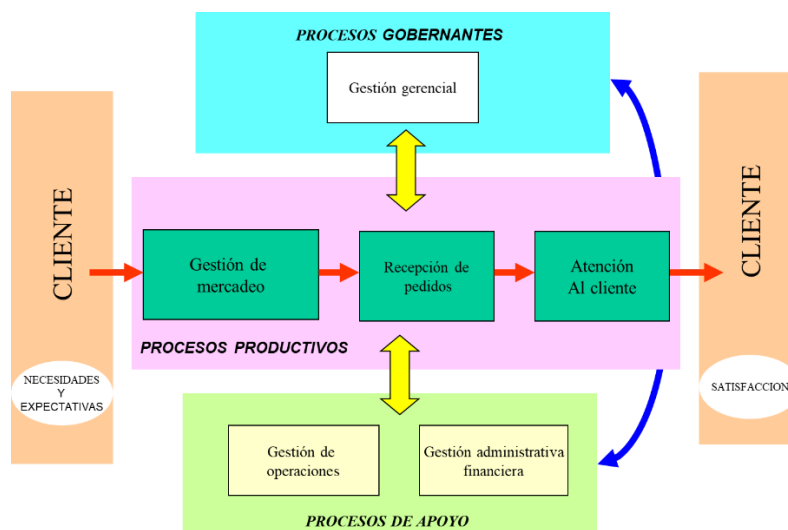 PROCESOS GOBERNANTES
Gestión gerencial
CLIENTE
NECESIDADES
Y
EXPECTATIVAS
Gestión de
mercadeo
Recepción de
pedidos
Atención
Al cliente
PROCESOS PRODUCTIVOS
CLIENTE
SATISFACCION
Gestión de
operaciones
Gestión administrativa
financiera
PROCESOS DE APOYO